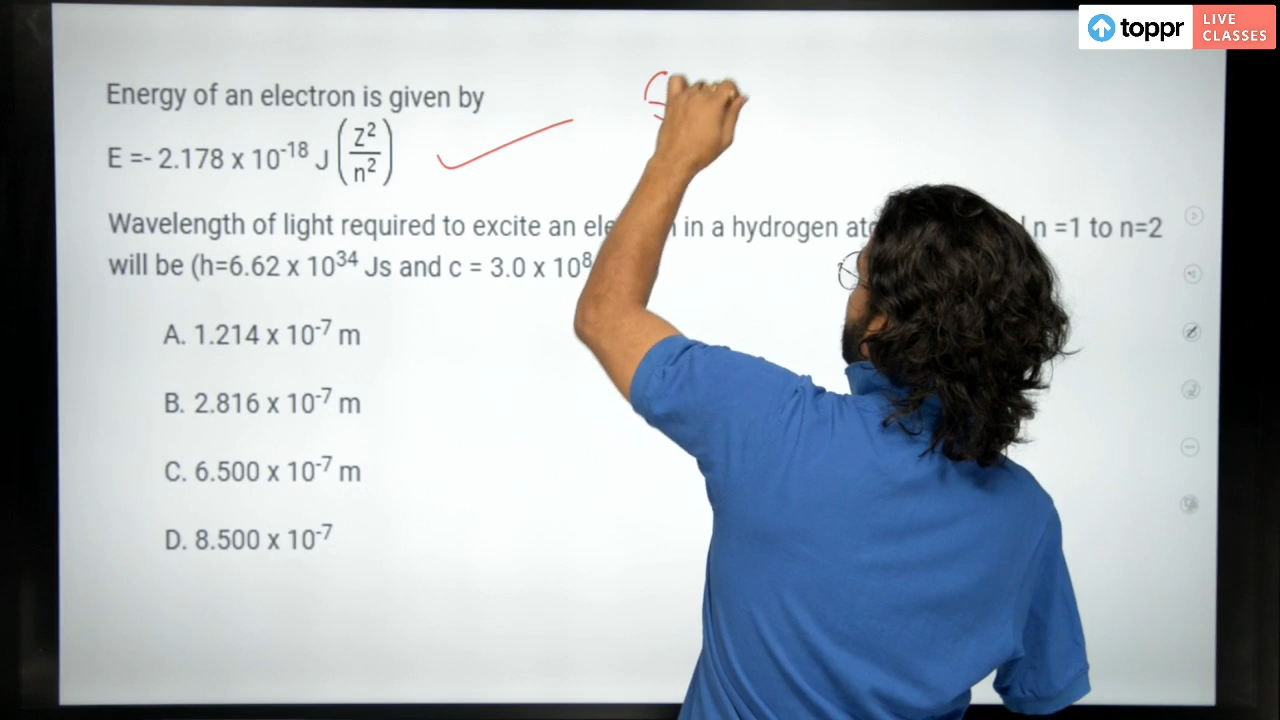 toppr LIVE
CLASSES
Energy of an electron is given by
E =- 2.178 x 10⁻¹⁸ J (Z²/n²)
Wavelength of light required to excite an in a hydrogen n =1 to n=2
will be (h=6.62 x 10³⁴ Js and c = 3.0 x 10⁸
A. 1.214 x 10⁻⁷ m
B. 2.816 x 10⁻⁷ m
C. 6.500 x 10⁻⁷ m
D. 8.500 x 10⁻⁷